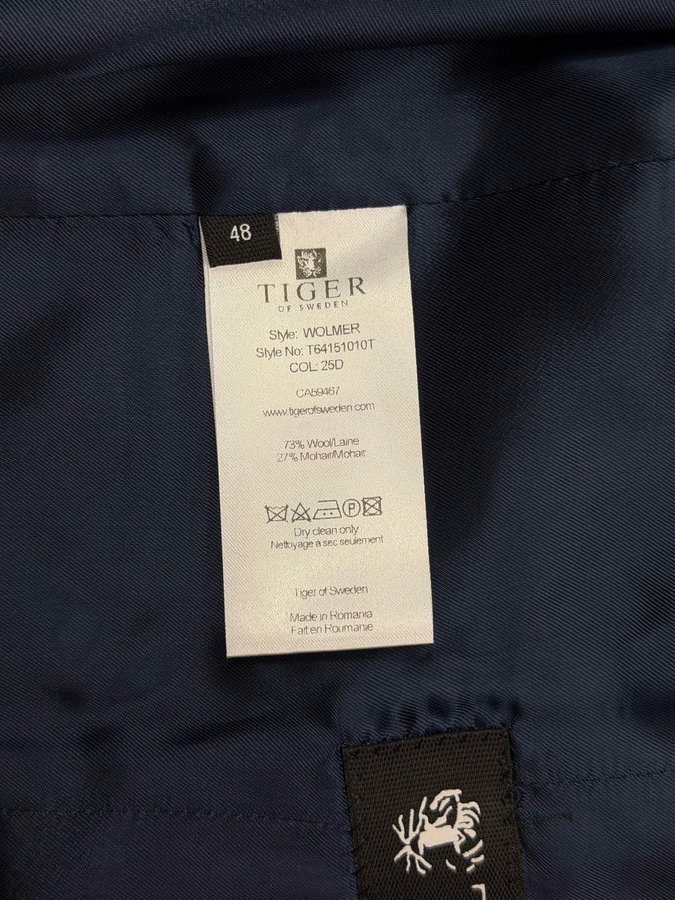 48
TIGER
OF SWEDEN
Style: WOLMER
Style No: T64151010T
COL: 25D
CA59467
www.tigerofsweden.com
73% Wool/Laine
27% Mohair/Mohair
P
Dry clean only
Nettoyage à sec seulement
Tiger of Sweden
Made in Romania
Fait en Roumanie